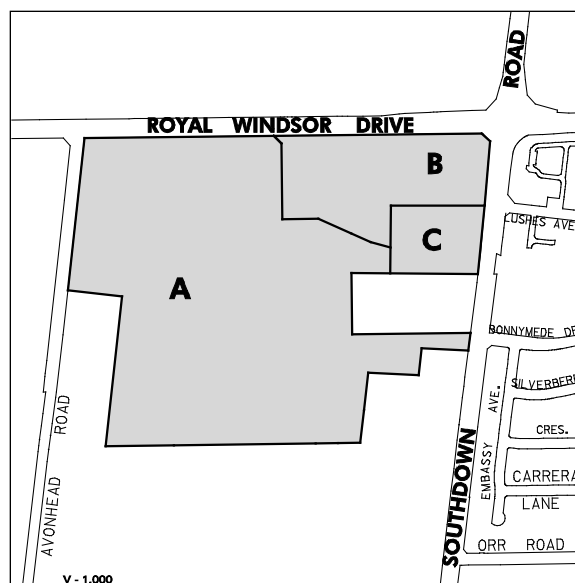 ROAD
ROYAL WINDSOR DRIVE
B
LUSHES AVE
C
A
BONNYMEDE DR
SILVERBER
EMBASSY AVE.
CRES.
CARRERA
LANE
ORR ROAD
SOUTHDOWN
AVONHEAD ROAD
V - 1,000